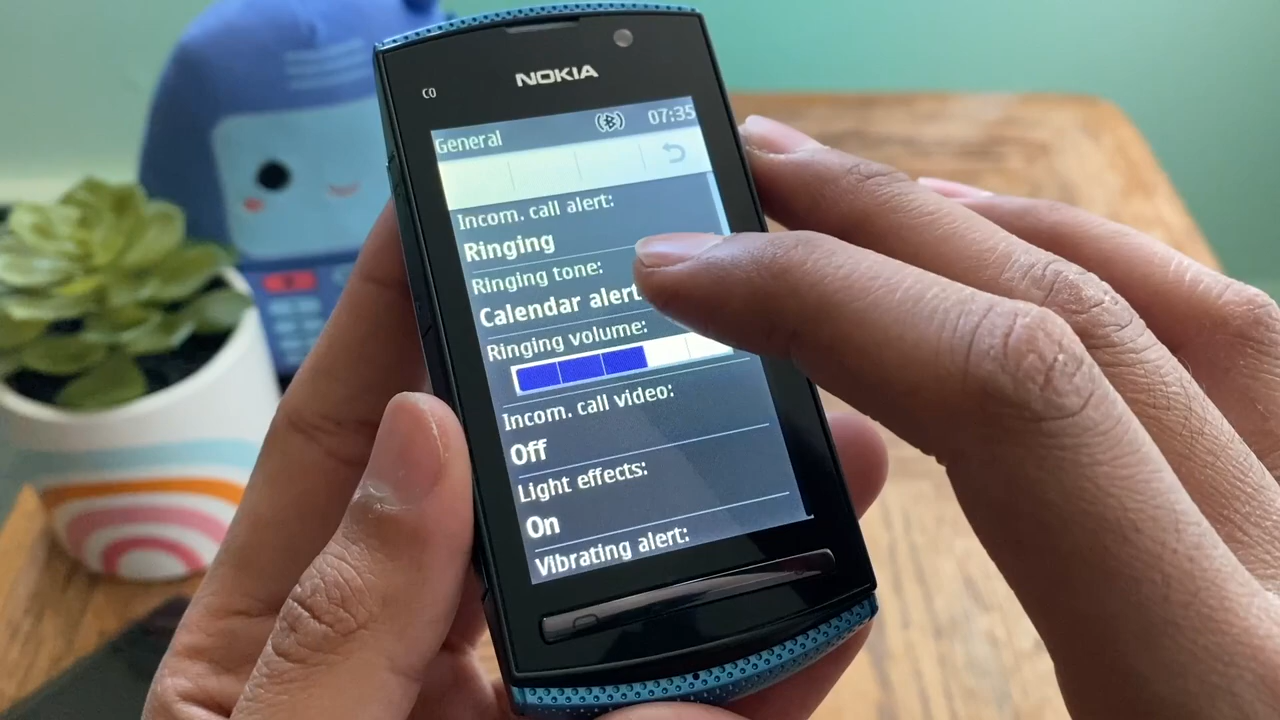 C0
NOKIA
General 07:35
Incom. call alert:
Ringing
Ringing tone:
Calendar alert
Ringing volume:
Incom. call video:
Off
Light effects:
On
Vibrating alert: